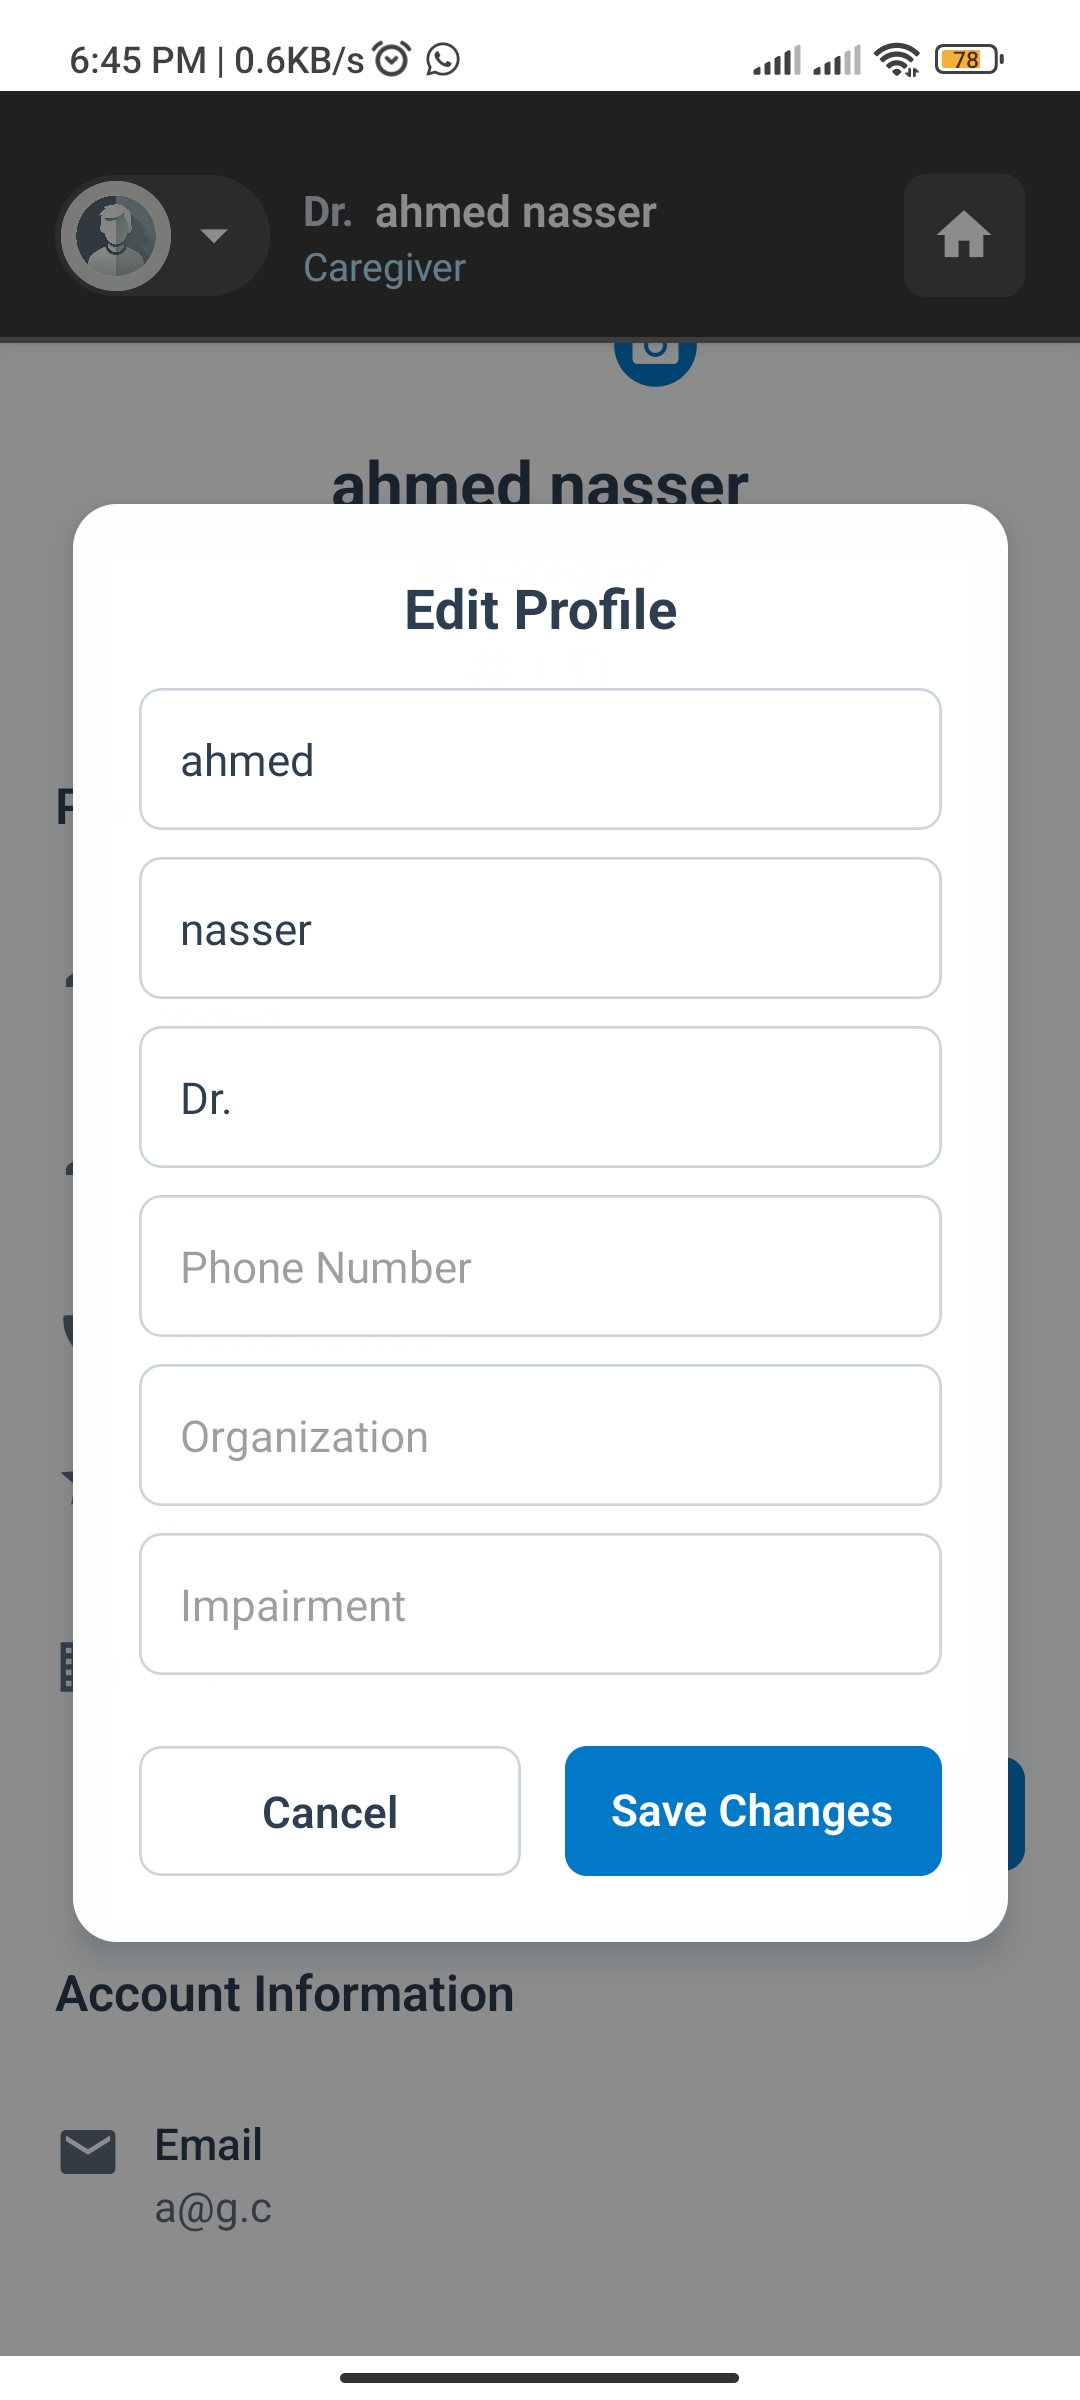 6:45 PM | 0.6KB/s
78
Dr. ahmed nasser
Caregiver
ahmed nasser
Edit Profile
ahmed
nasser
Dr.
Phone Number
Organization
Impairment
Cancel
Save Changes
Account Information
Email
a@g.c